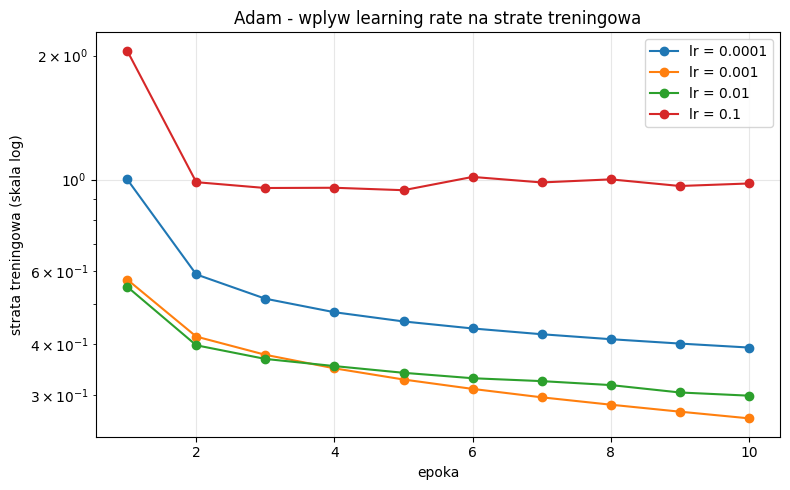 Adam - wplyw learning rate na strate treningowa
lr = 0.0001
lr = 0.001
lr = 0.01
lr = 0.1
strata treningowa (skala log)
2 × 10⁰
10⁰
6 × 10⁻¹
4 × 10⁻¹
3 × 10⁻¹
2 4 6 8 10
epoka